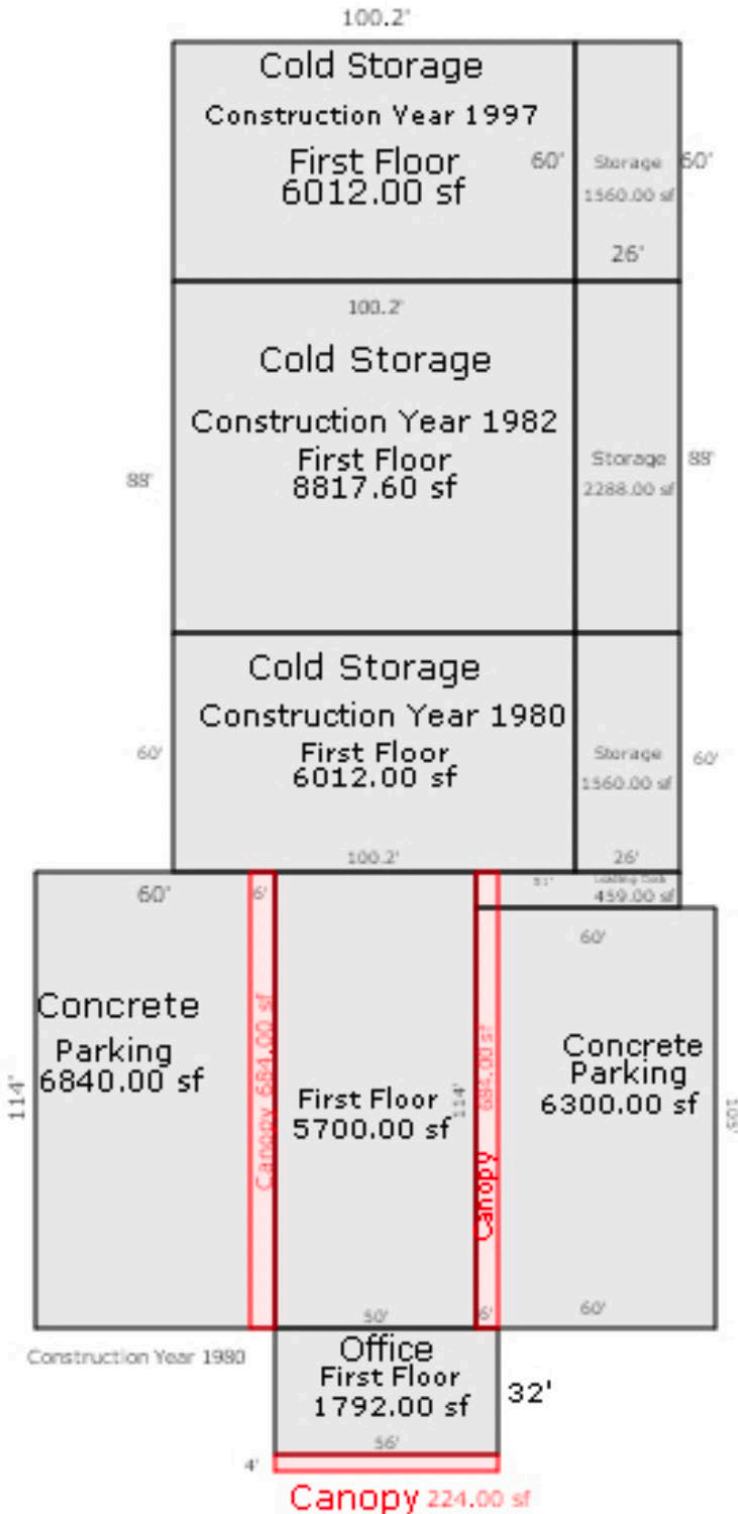 100.2'
Cold Storage
Construction Year 1997
First Floor
6012.00 sf
60'
Storage
1560.00 sf
60'
26'
100.2'
Cold Storage
Construction Year 1982
First Floor
8817.60 sf
88'
Storage
2288.00 sf
88'
Cold Storage
Construction Year 1980
First Floor
6012.00 sf
60'
Storage
1560.00 sf
60'
100.2'
26'
60'
6'
51'
Loading Dock
459.00 sf
60'
Concrete
Parking
6840.00 sf
114'
Canopy 684.00 sf
First Floor
5700.00 sf
114'
684.00 sf
Canopy
Concrete
Parking
6300.00 sf
105'
50'
6'
60'
Construction Year 1980
Office
First Floor
1792.00 sf
32'
56'
4'
Canopy 224.00 sf